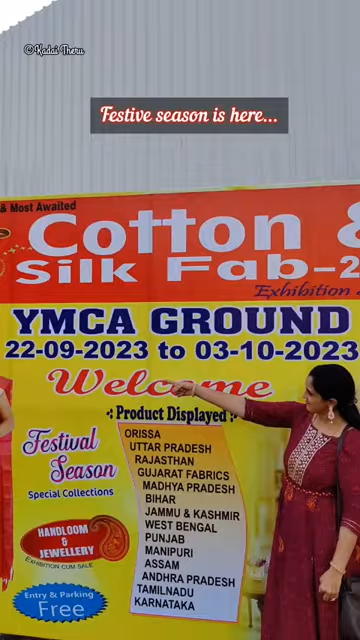 ©Kadai Theru
Festive season is here...
& Most Awaited
Cotton &
Silk Fab-2
Exhibition
YMCA GROUND
22-09-2023 to 03-10-2023
Welcome
Product Displayed
Festival
Season
Special Collections
ORISSA
UTTAR PRADESH
RAJASTHAN
GUJARAT FABRICS
MADHYA PRADESH
BIHAR
JAMMU & KASHMIR
WEST BENGAL
PUNJAB
MANIPURI
ASSAM
ANDHRA PRADESH
TAMILNADU
KARNATAKA
HANDLOOM
&
JEWELLERY
EXHIBITION CUM SALE
Entry & Parking
Free